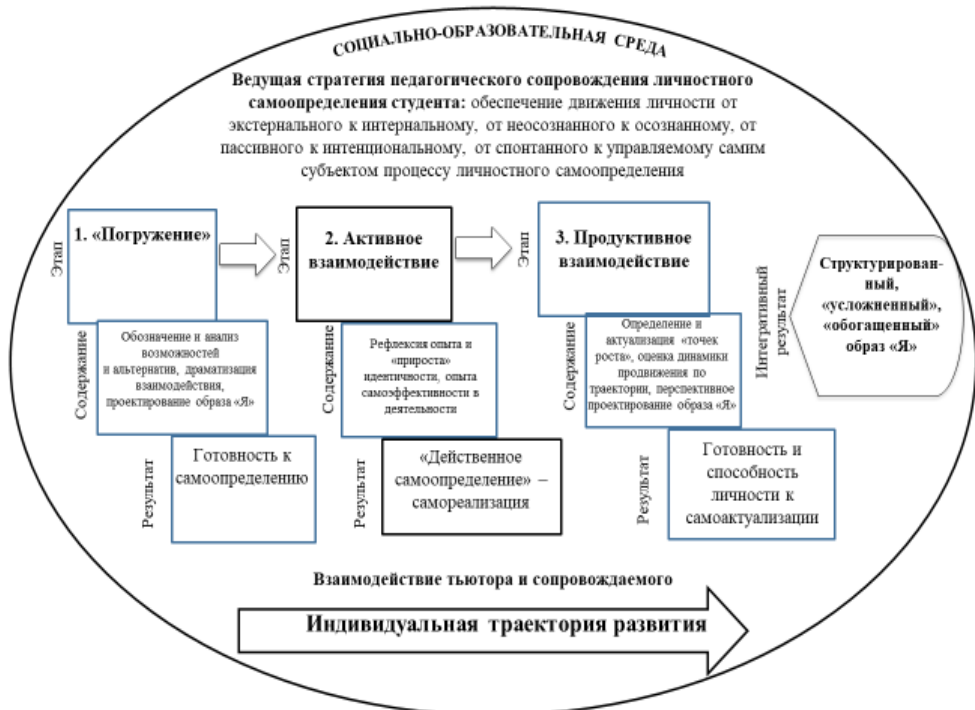 СОЦИАЛЬНО-ОБРАЗОВАТЕЛЬНАЯ СРЕДА
Ведущая стратегия педагогического сопровождения личностного
самоопределения студента: обеспечение движения личности от
экстернального к интернальному, от неосознанного к осознанному, от
пассивного к интенциональному, от спонтанного к управляемому самим
субъектом процессу личностного самоопределения
Этап
1. «Погружение»
Содержание
Обозначение и анализ
возможностей
и альтернатив, драматизация
взаимодействия,
проектирование образа «Я»
Результат
Готовность к
самоопределению
Этап
2. Активное
взаимодействие
Содержание
Рефлексия опыта и
«прироста»
идентичности, опыта
самоэффективности в
деятельности
Результат
«Действенное
самоопределение» –
самореализация
Этап
3. Продуктивное
взаимодействие
Содержание
Определение и
актуализация «точек
роста», оценка динамики
продвижения по
траектории, перспективное
проектирование образа «Я»
Результат
Готовность и
способность
личности к
самоактуализации
Интегративный
результат
Структурирован-
ный,
«усложненный»,
«обогащенный»
образ «Я»
Взаимодействие тьютора и сопровождаемого
Индивидуальная траектория развития